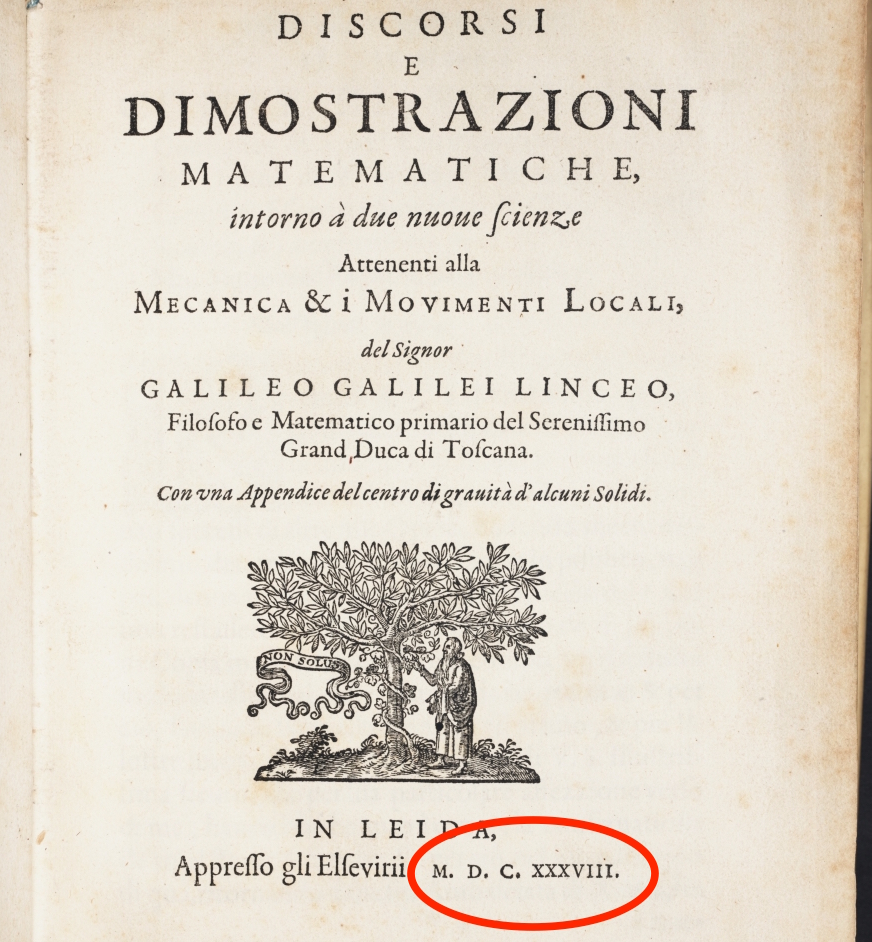 DISCORSI
E
DIMOSTRAZIONI
MATEMATICHE,
intorno à due nuoue ſcienze
Attenenti alla
MECANICA & i MOVIMENTI LOCALI,
del Signor
GALILEO GALILEI LINCEO,
Filoſofo e Matematico primario del Sereniſſimo
Grand Duca di Toſcana.
Con vna Appendice del centro di grauità d'alcuni Solidi.
NON SOLUS
IN LEIDA,
Appreſſo gli Elſevirii M. D. C. XXXVIII.